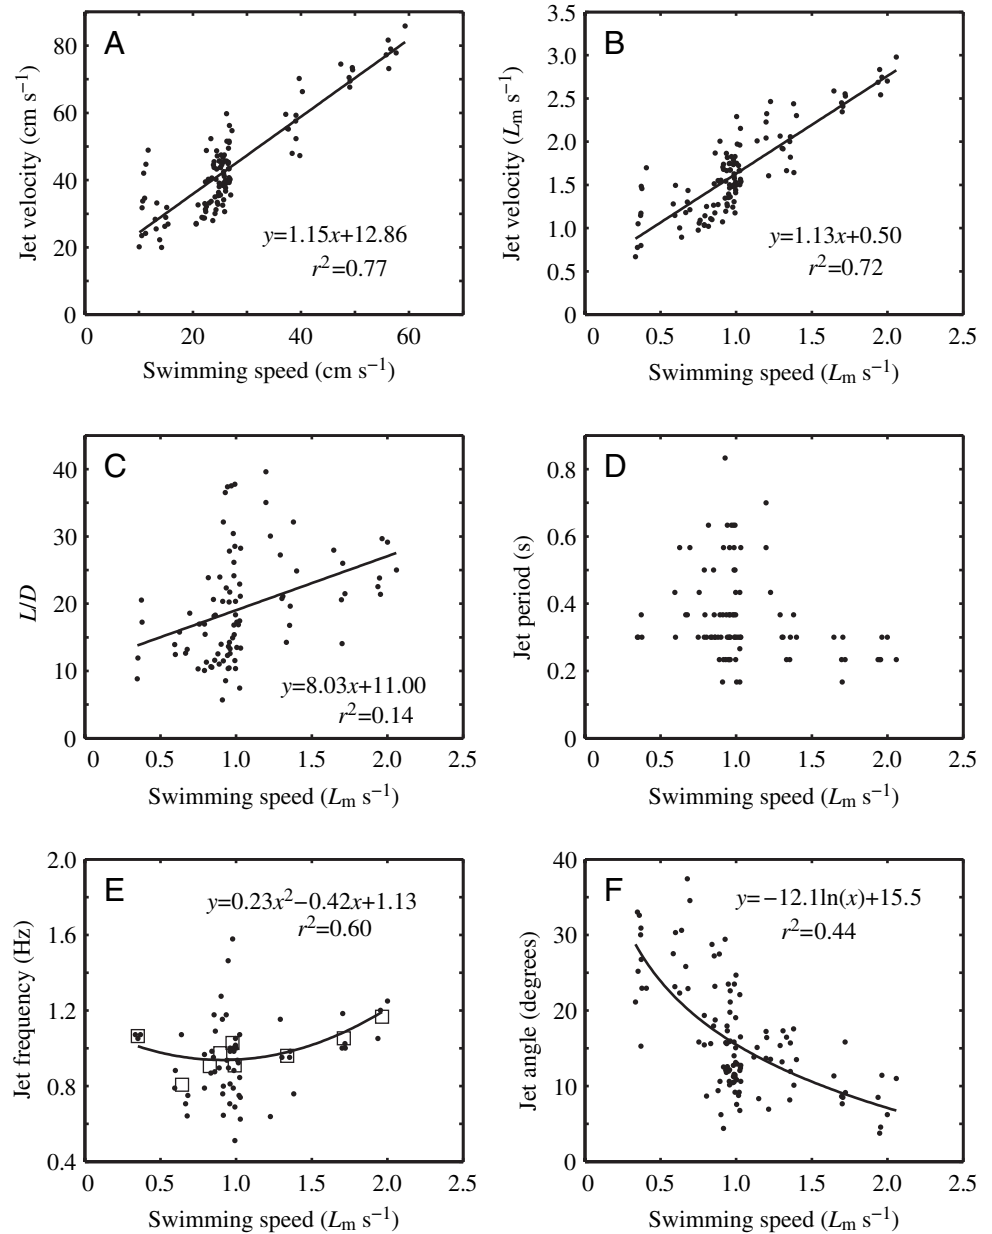 A
80
60
40
20
0
Jet velocity (cm s⁻¹)
y=1.15x+12.86
r²=0.77
0 20 40 60
Swimming speed (cm s⁻¹)
B
3.5
3.0
2.5
2.0
1.5
1.0
0.5
0
Jet velocity (Lm s⁻¹)
y=1.13x+0.50
r²=0.72
0 0.5 1.0 1.5 2.0 2.5
Swimming speed (Lm s⁻¹)
C
40
30
20
10
0
L/D
y=8.03x+11.00
r²=0.14
0 0.5 1.0 1.5 2.0 2.5
Swimming speed (Lm s⁻¹)
D
0.8
0.6
0.4
0.2
0
Jet period (s)
0 0.5 1.0 1.5 2.0 2.5
Swimming speed (Lm s⁻¹)
E
2.0
1.6
1.2
0.8
0.4
Jet frequency (Hz)
y=0.23x²−0.42x+1.13
r²=0.60
0 0.5 1.0 1.5 2.0 2.5
Swimming speed (Lm s⁻¹)
F
40
30
20
10
0
Jet angle (degrees)
y=−12.1ln(x)+15.5
r²=0.44
0 0.5 1.0 1.5 2.0 2.5
Swimming speed (Lm s⁻¹)